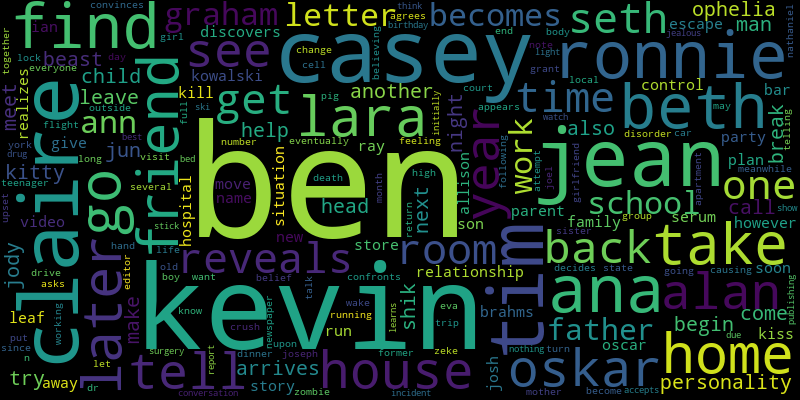 convinces think agrees
find ian graham letter becomes seth ophelia
girl discovers birthday body man
together lock day see casey change believing end note escape jealous nathaniel
everyone beast cell light ronnie
meet realizes child kowalski kill another court grant local control
claire outside full ski get pig time beth may bar
leave friend lara initially appears watch disorder car telling
york flight pest ann help ray night year work also party break
drug give visit bed number eventually feeling following attempt joel girlfriend plan meanwhile
kitty long jun ben allison jean apartment show
teenager go several hospital move situation death high son school one
upset video name head next parent family group serum call however
jody later hand stick new store month return room back sister take
drive life old reveals confronts relationship decides state going causing soon
asks editor boy want belief talk eva shik tim ana alan
leaf make know kevin wake trip brahms father come publishing
working crush newspaper running learns oscar begin due kiss
put since let surgery upon run former zeke josh nothing turn home
n tell dinner joseph house oskar
try away dr report arrives mother become accepts personality
story zombie
conversation incident